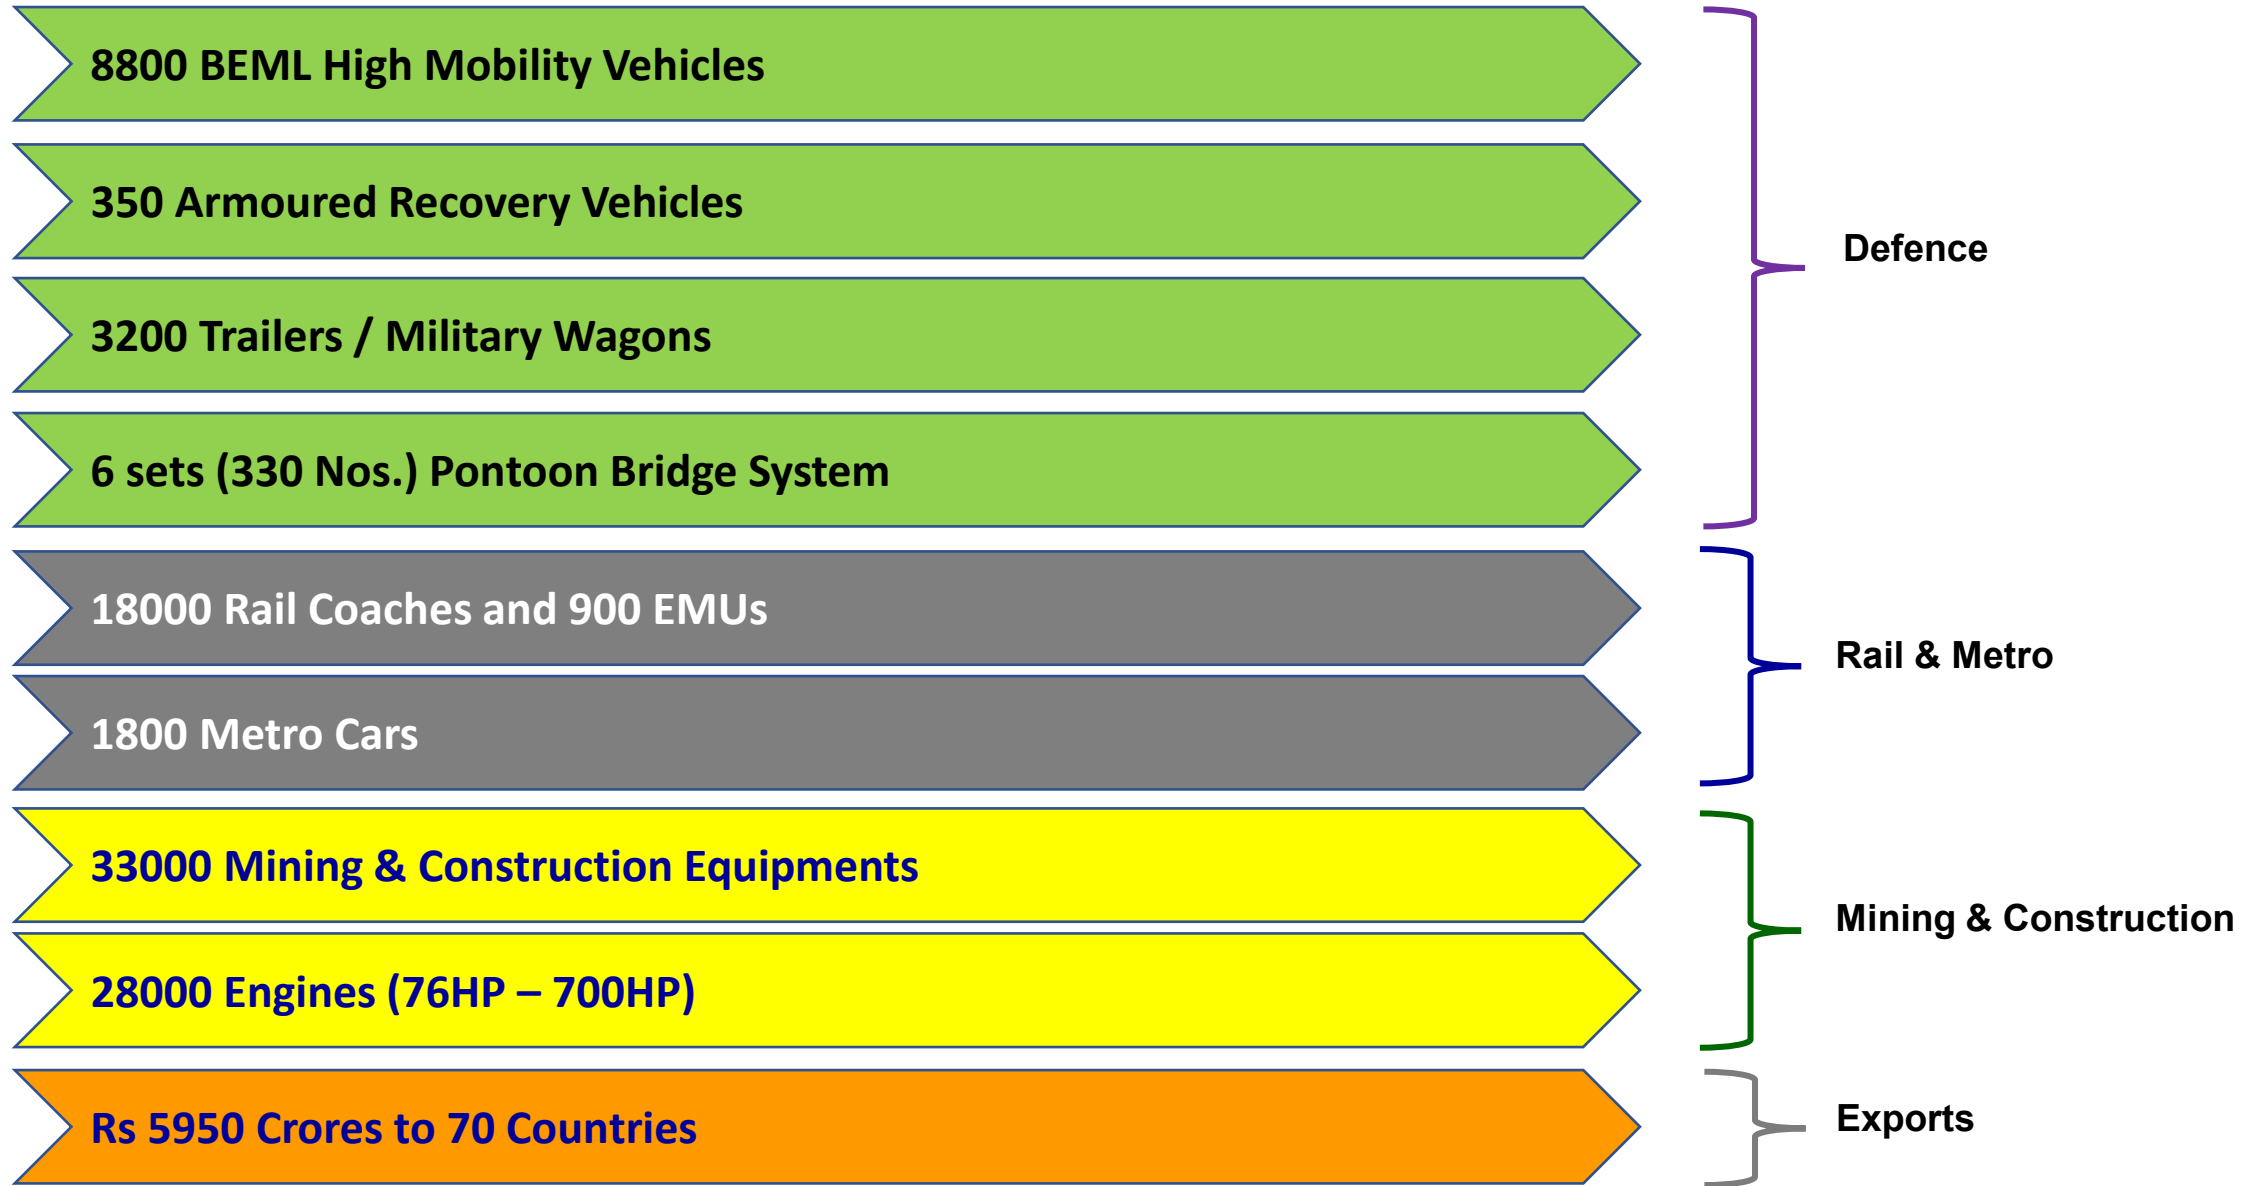 8800 BEML High Mobility Vehicles
350 Armoured Recovery Vehicles
3200 Trailers / Military Wagons
6 sets (330 Nos.) Pontoon Bridge System
Defence
18000 Rail Coaches and 900 EMUs
1800 Metro Cars
Rail & Metro
33000 Mining & Construction Equipments
28000 Engines (76HP – 700HP)
Mining & Construction
Rs 5950 Crores to 70 Countries
Exports